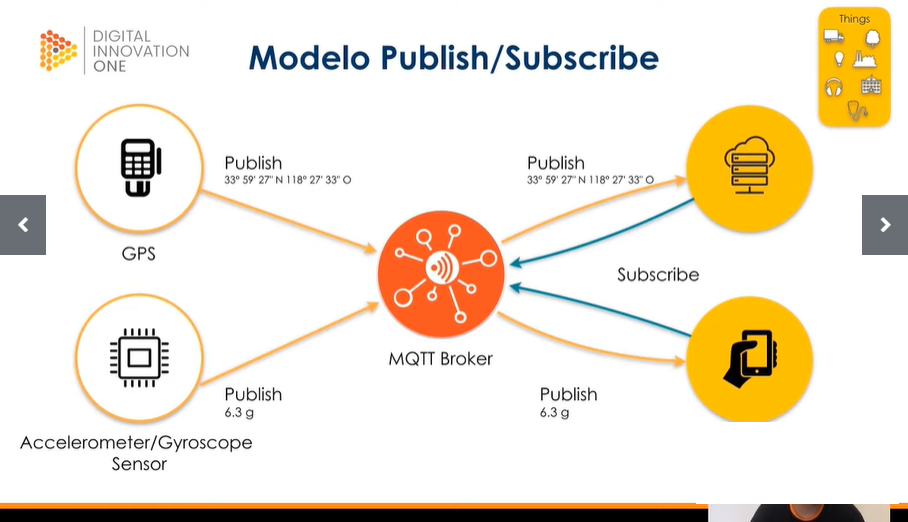 DIGITAL
INNOVATION
ONE
Modelo Publish/Subscribe
Things
Publish
33° 59' 27" N 118° 27' 33" O
Publish
33° 59' 27" N 118° 27' 33" O
GPS
Subscribe
MQTT Broker
Publish
6.3 g
Publish
6.3 g
Accelerometer/Gyroscope
Sensor